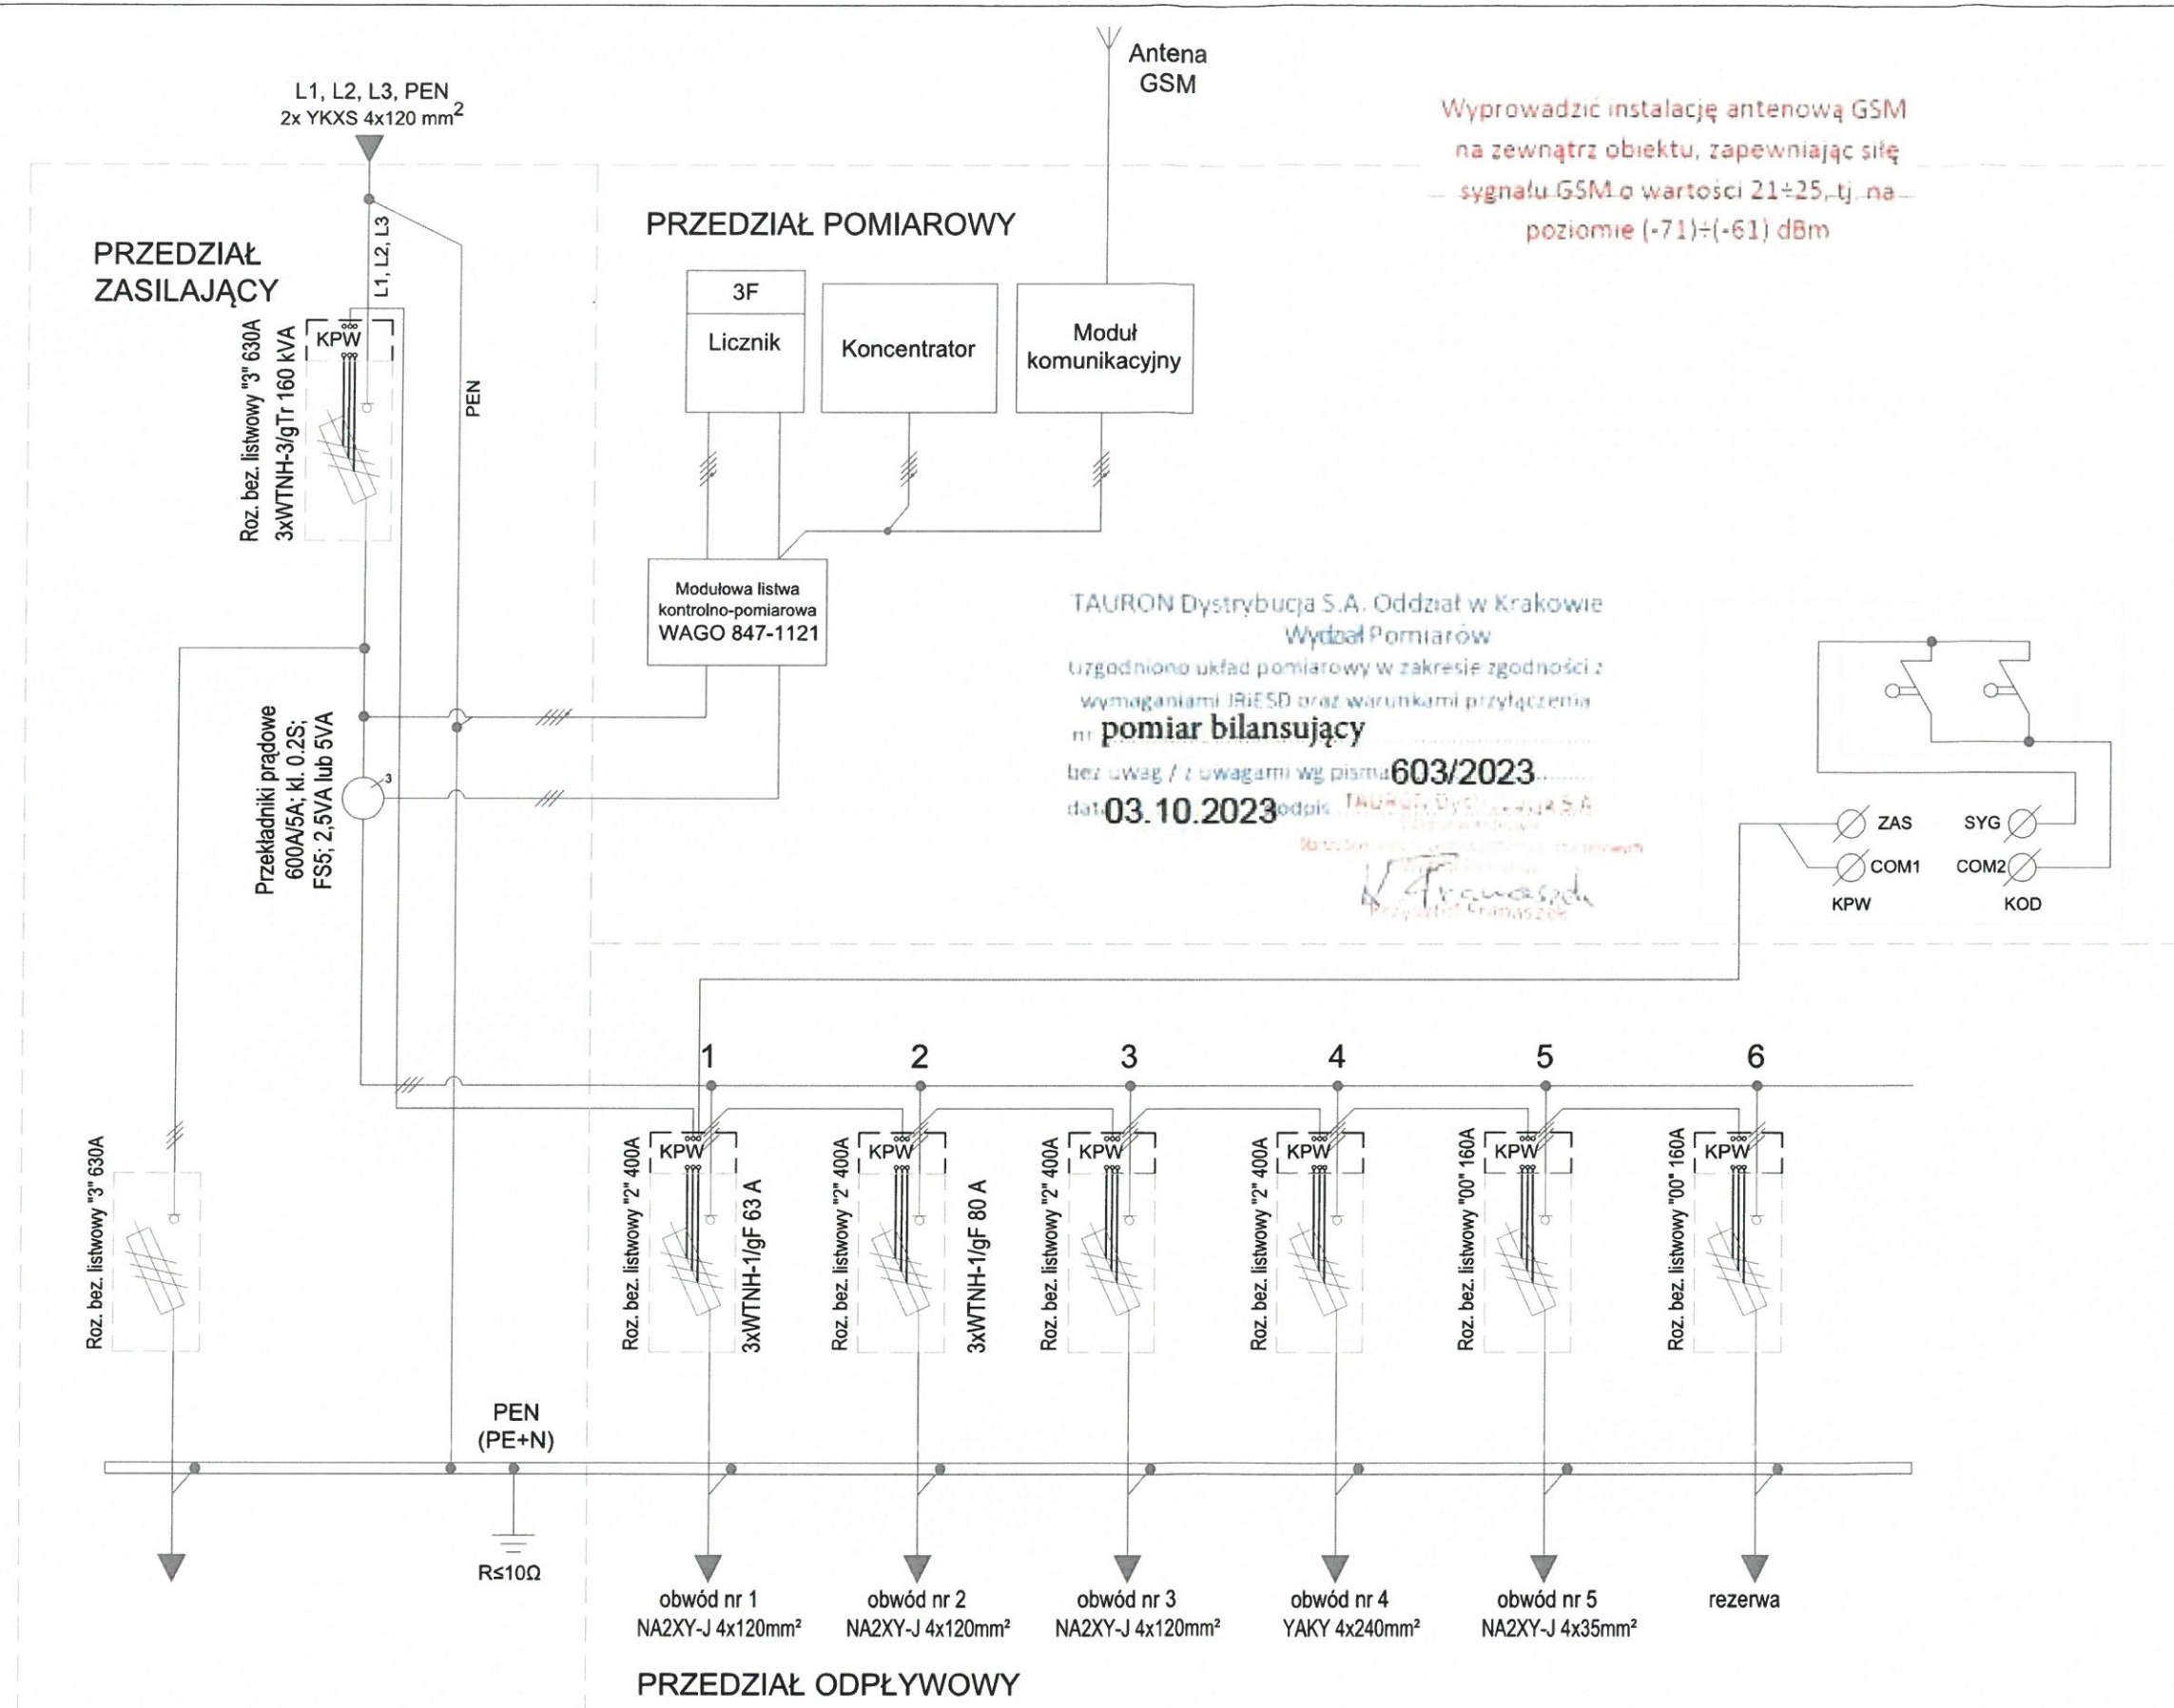 Antena
GSM
L1, L2, L3, PEN
2x YKXS 4x120 mm²
Wyprowadzić instalację antenową GSM
na zewnątrz obiektu, zapewniając siłę
sygnału GSM o wartości 21÷25, tj. na
poziomie (-71)÷(-61) dBm
PRZEDZIAŁ
ZASILAJĄCY
L1, L2, L3
PRZEDZIAŁ POMIAROWY
3F
Licznik
Koncentrator
Moduł
komunikacyjny
KPW
Roz. bez. listwowy "3" 630A
3xWTNH-3/gTr 160 kVA
PEN
Modułowa listwa
kontrolno-pomiarowa
WAGO 847-1121
TAURON Dystrybucja S.A. Oddział w Krakowie
Wydział Pomiarów
Uzgodniono układ pomiarowy w zakresie zgodności z
wymaganiami IRiESD oraz warunkami przyłączenia
nr pomiar bilansujący
bez uwag / z uwagami wg pisma 603/2023
data 03.10.2023 podpis TAURON Dystrybucja S.A.
Krzysztof Franaszek
Przekładniki prądowe
600A/5A; kl. 0.2S;
FS5; 2,5VA lub 5VA
3
ZAS
SYG
COM1
COM2
KPW
KOD
1
2
3
4
5
6
KPW
KPW
KPW
KPW
KPW
KPW
Roz. bez. listwowy "3" 630A
Roz. bez. listwowy "2" 400A
3xWTNH-1/gF 63 A
Roz. bez. listwowy "2" 400A
3xWTNH-1/gF 80 A
Roz. bez. listwowy "2" 400A
Roz. bez. listwowy "2" 400A
Roz. bez. listwowy "00" 160A
Roz. bez. listwowy "00" 160A
PEN
(PE+N)
R≤10Ω
obwód nr 1
NA2XY-J 4x120mm²
obwód nr 2
NA2XY-J 4x120mm²
obwód nr 3
NA2XY-J 4x120mm²
obwód nr 4
YAKY 4x240mm²
obwód nr 5
NA2XY-J 4x35mm²
rezerwa
PRZEDZIAŁ ODPŁYWOWY